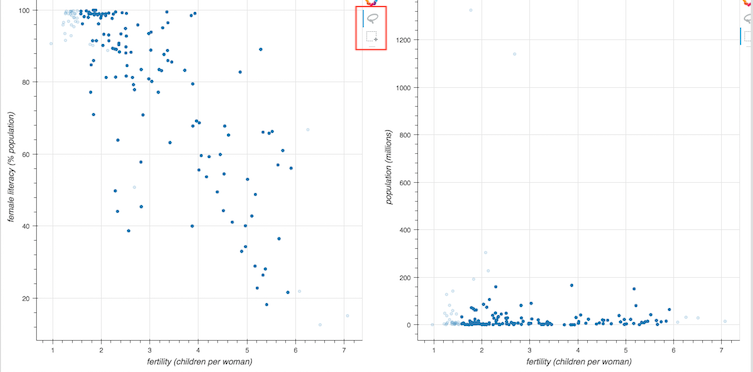 100
80
60
40
20
female literacy (% population)
1 2 3 4 5 6 7
fertility (children per woman)
1400
1200
1000
800
600
400
200
0
population (millions)
1 2 3 4 5 6 7
fertility (children per woman)